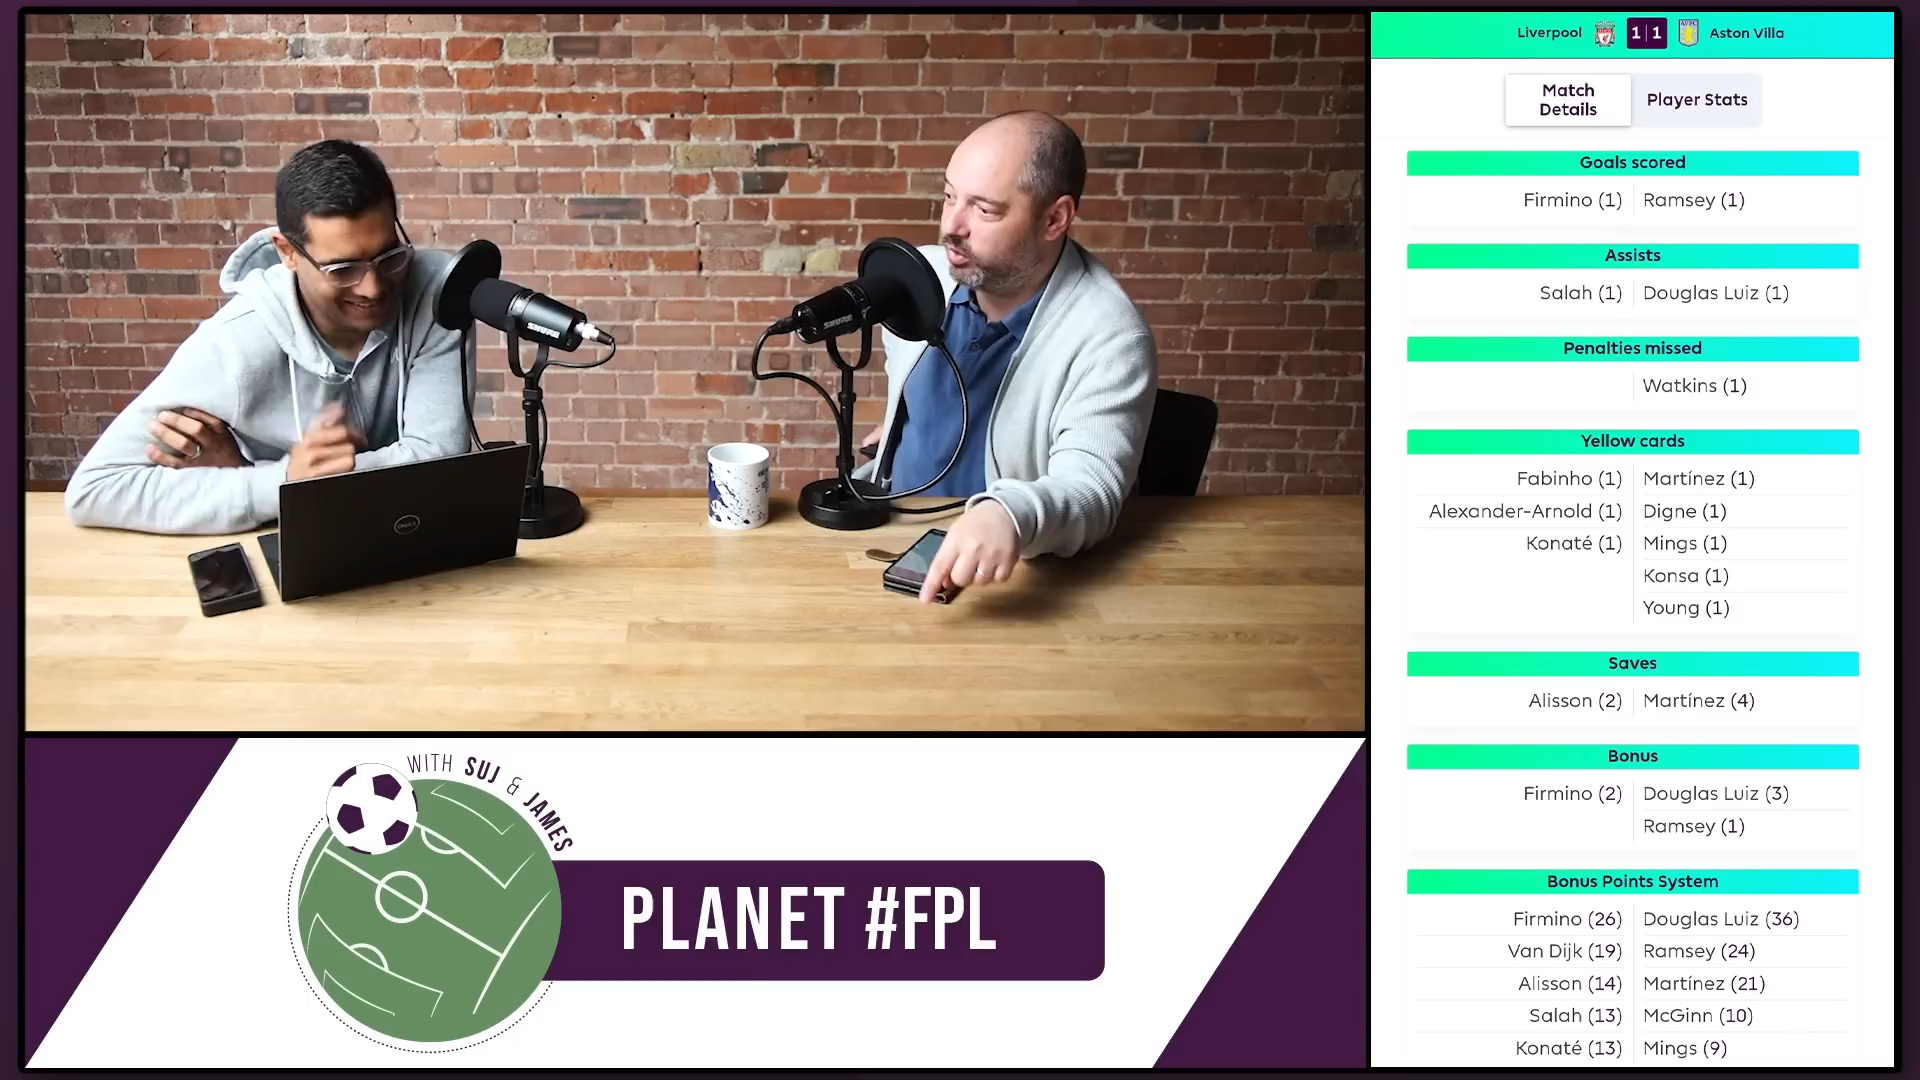 Liverpool 1 | 1 Aston Villa
Match
Details
Player Stats
Goals scored
Firmino (1) Ramsey (1)
Assists
Salah (1) Douglas Luiz (1)
Penalties missed
Watkins (1)
Yellow cards
Fabinho (1) Martínez (1)
Alexander-Arnold (1) Digne (1)
Konaté (1) Mings (1)
Konsa (1)
Young (1)
Saves
Alisson (2) Martínez (4)
Bonus
Firmino (2) Douglas Luiz (3)
Ramsey (1)
Bonus Points System
Firmino (26) Douglas Luiz (36)
Van Dijk (19) Ramsey (24)
Alisson (14) Martínez (21)
Salah (13) McGinn (10)
Konaté (13) Mings (9)
SHURE
SHURE
DELL
WITH SUJ & JAMES
PLANET #FPL